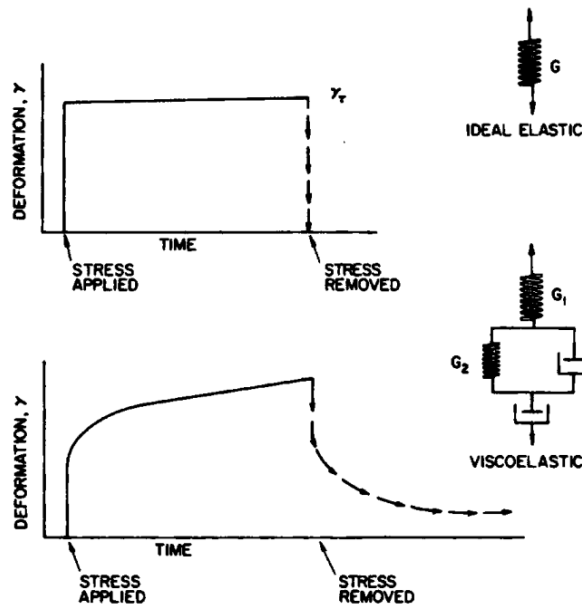 DEFORMATION, γ
γT
G
IDEAL ELASTIC
TIME
STRESS
APPLIED
STRESS
REMOVED
DEFORMATION, γ
G1
G2
VISCOELASTIC
TIME
STRESS
APPLIED
STRESS
REMOVED